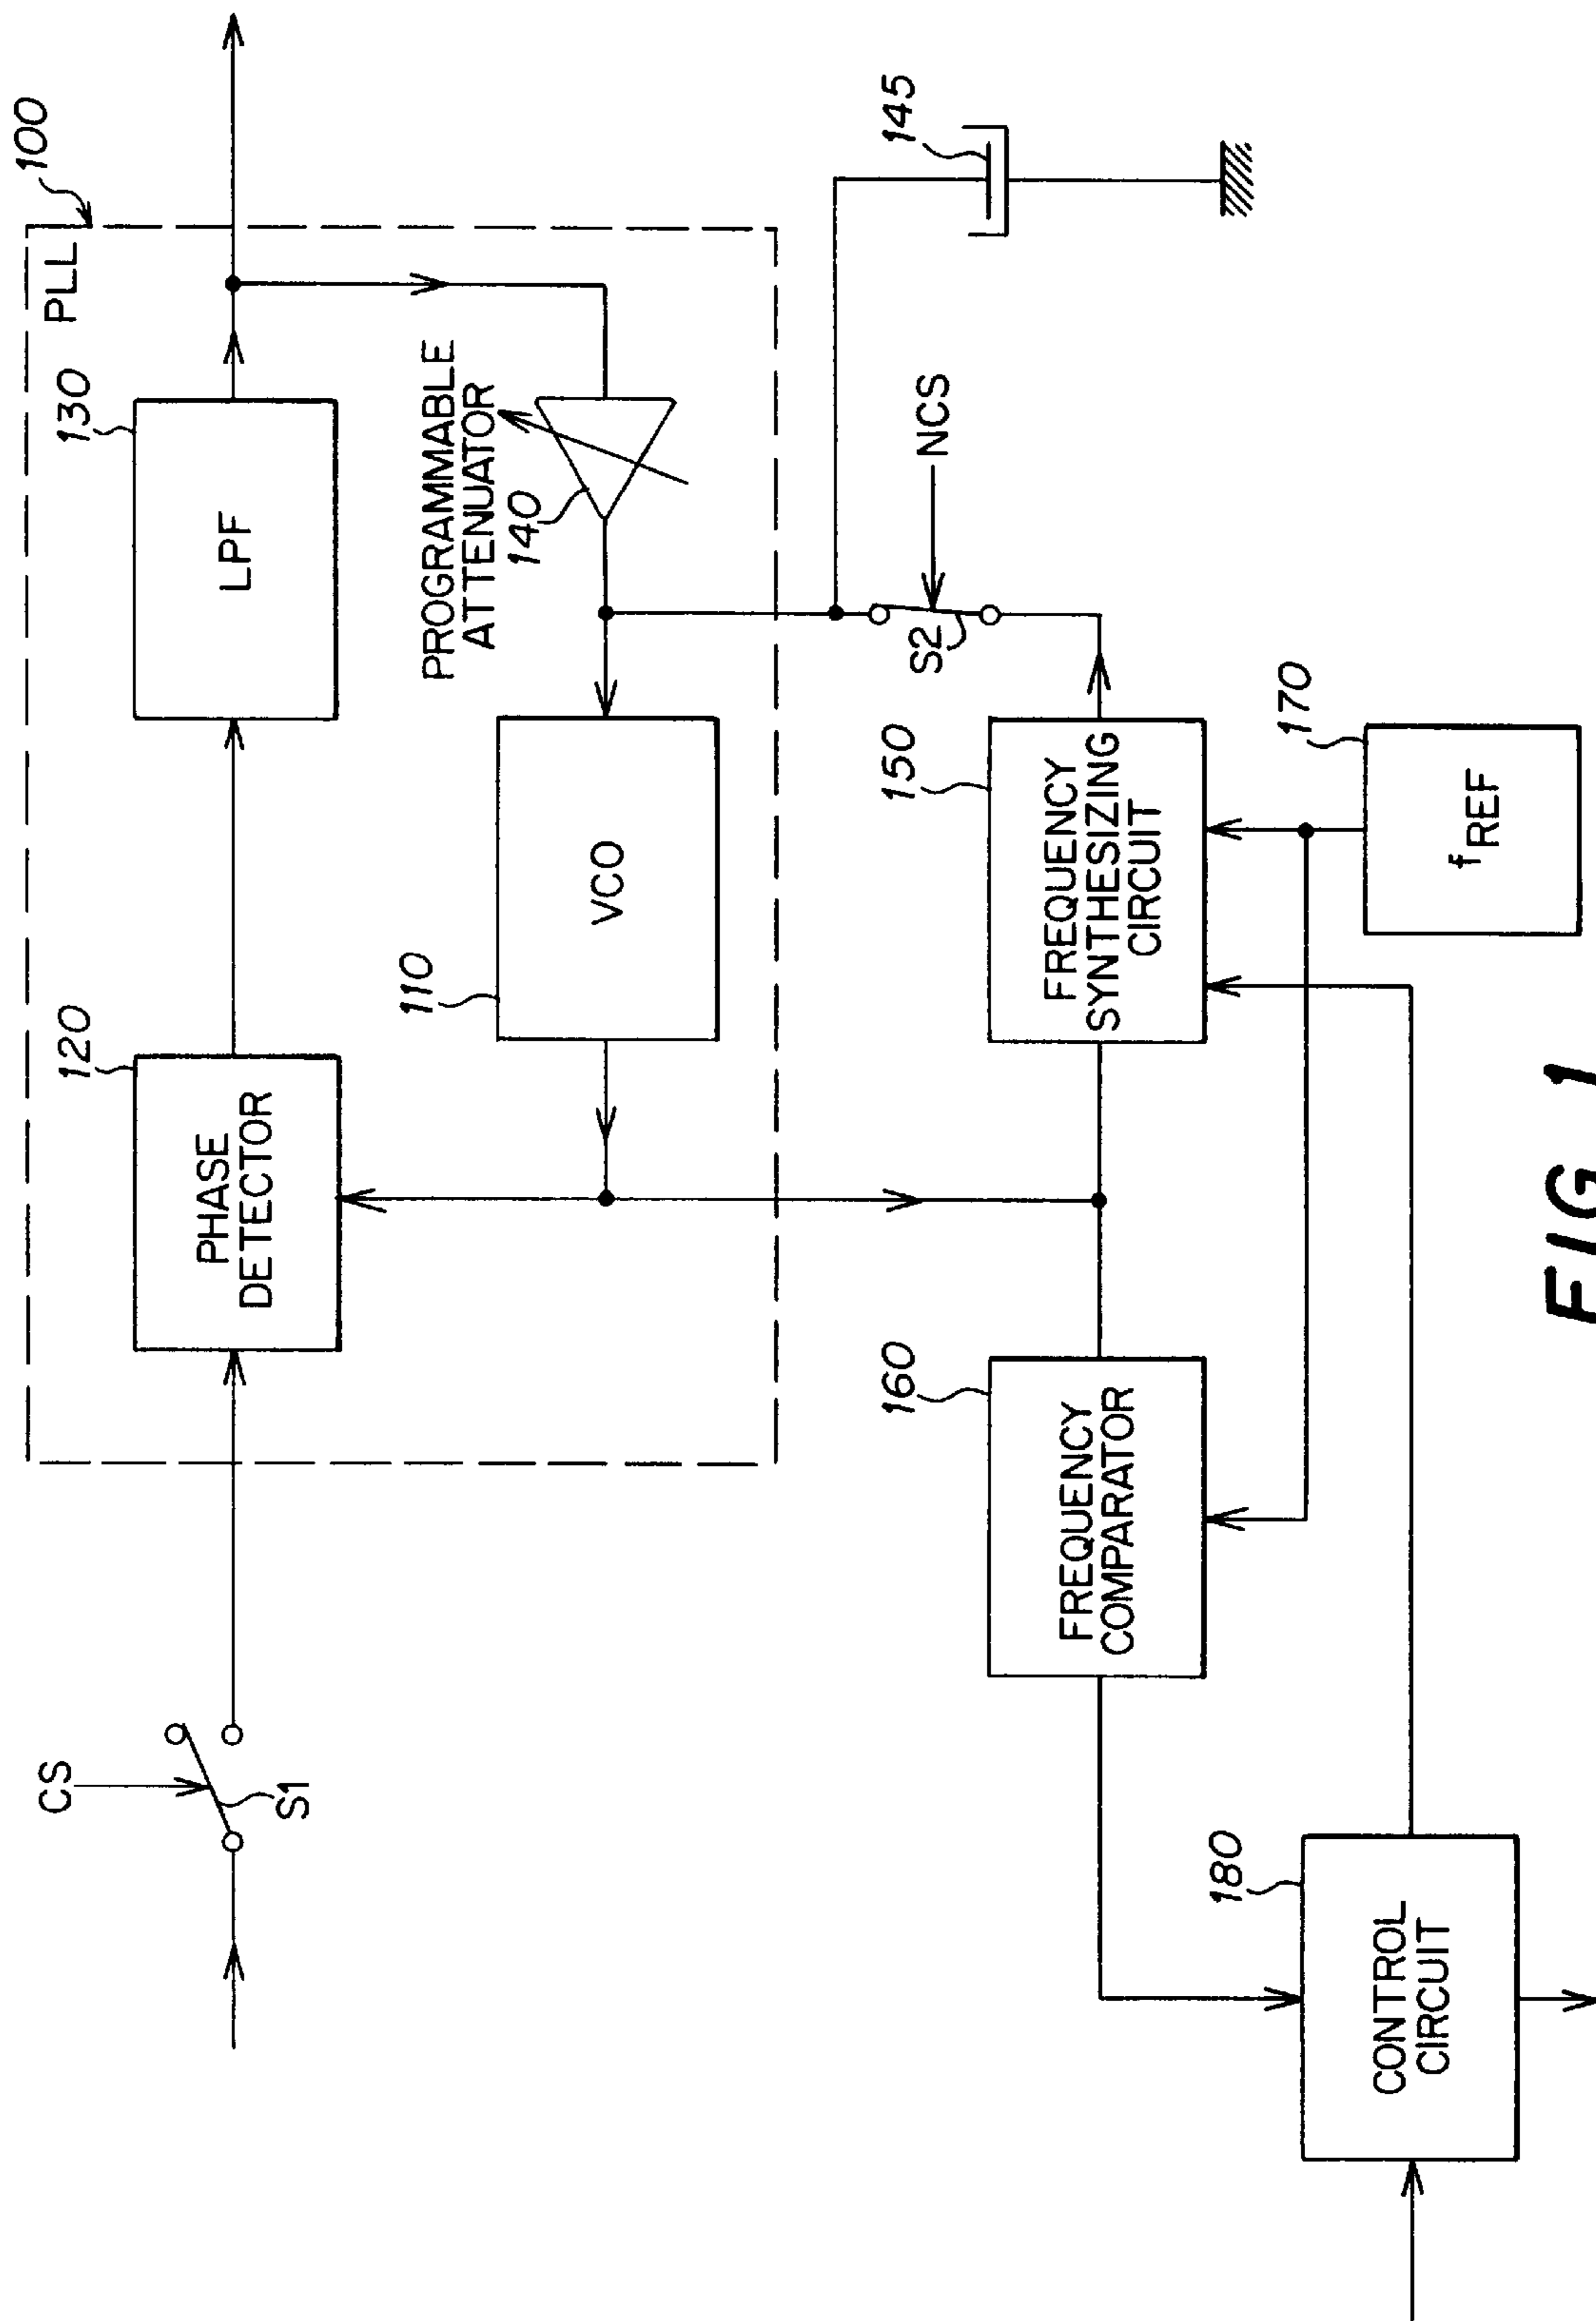 100
PLL
130
LPF
120
PHASE
DETECTOR
CS
S1
PROGRAMMABLE
ATTENUATOR
140
110
VCO
145
NCS
S2
150
FREQUENCY
SYNTHESIZING
CIRCUIT
160
FREQUENCY
COMPARATOR
170
fREF
180
CONTROL
CIRCUIT
FIG. 1